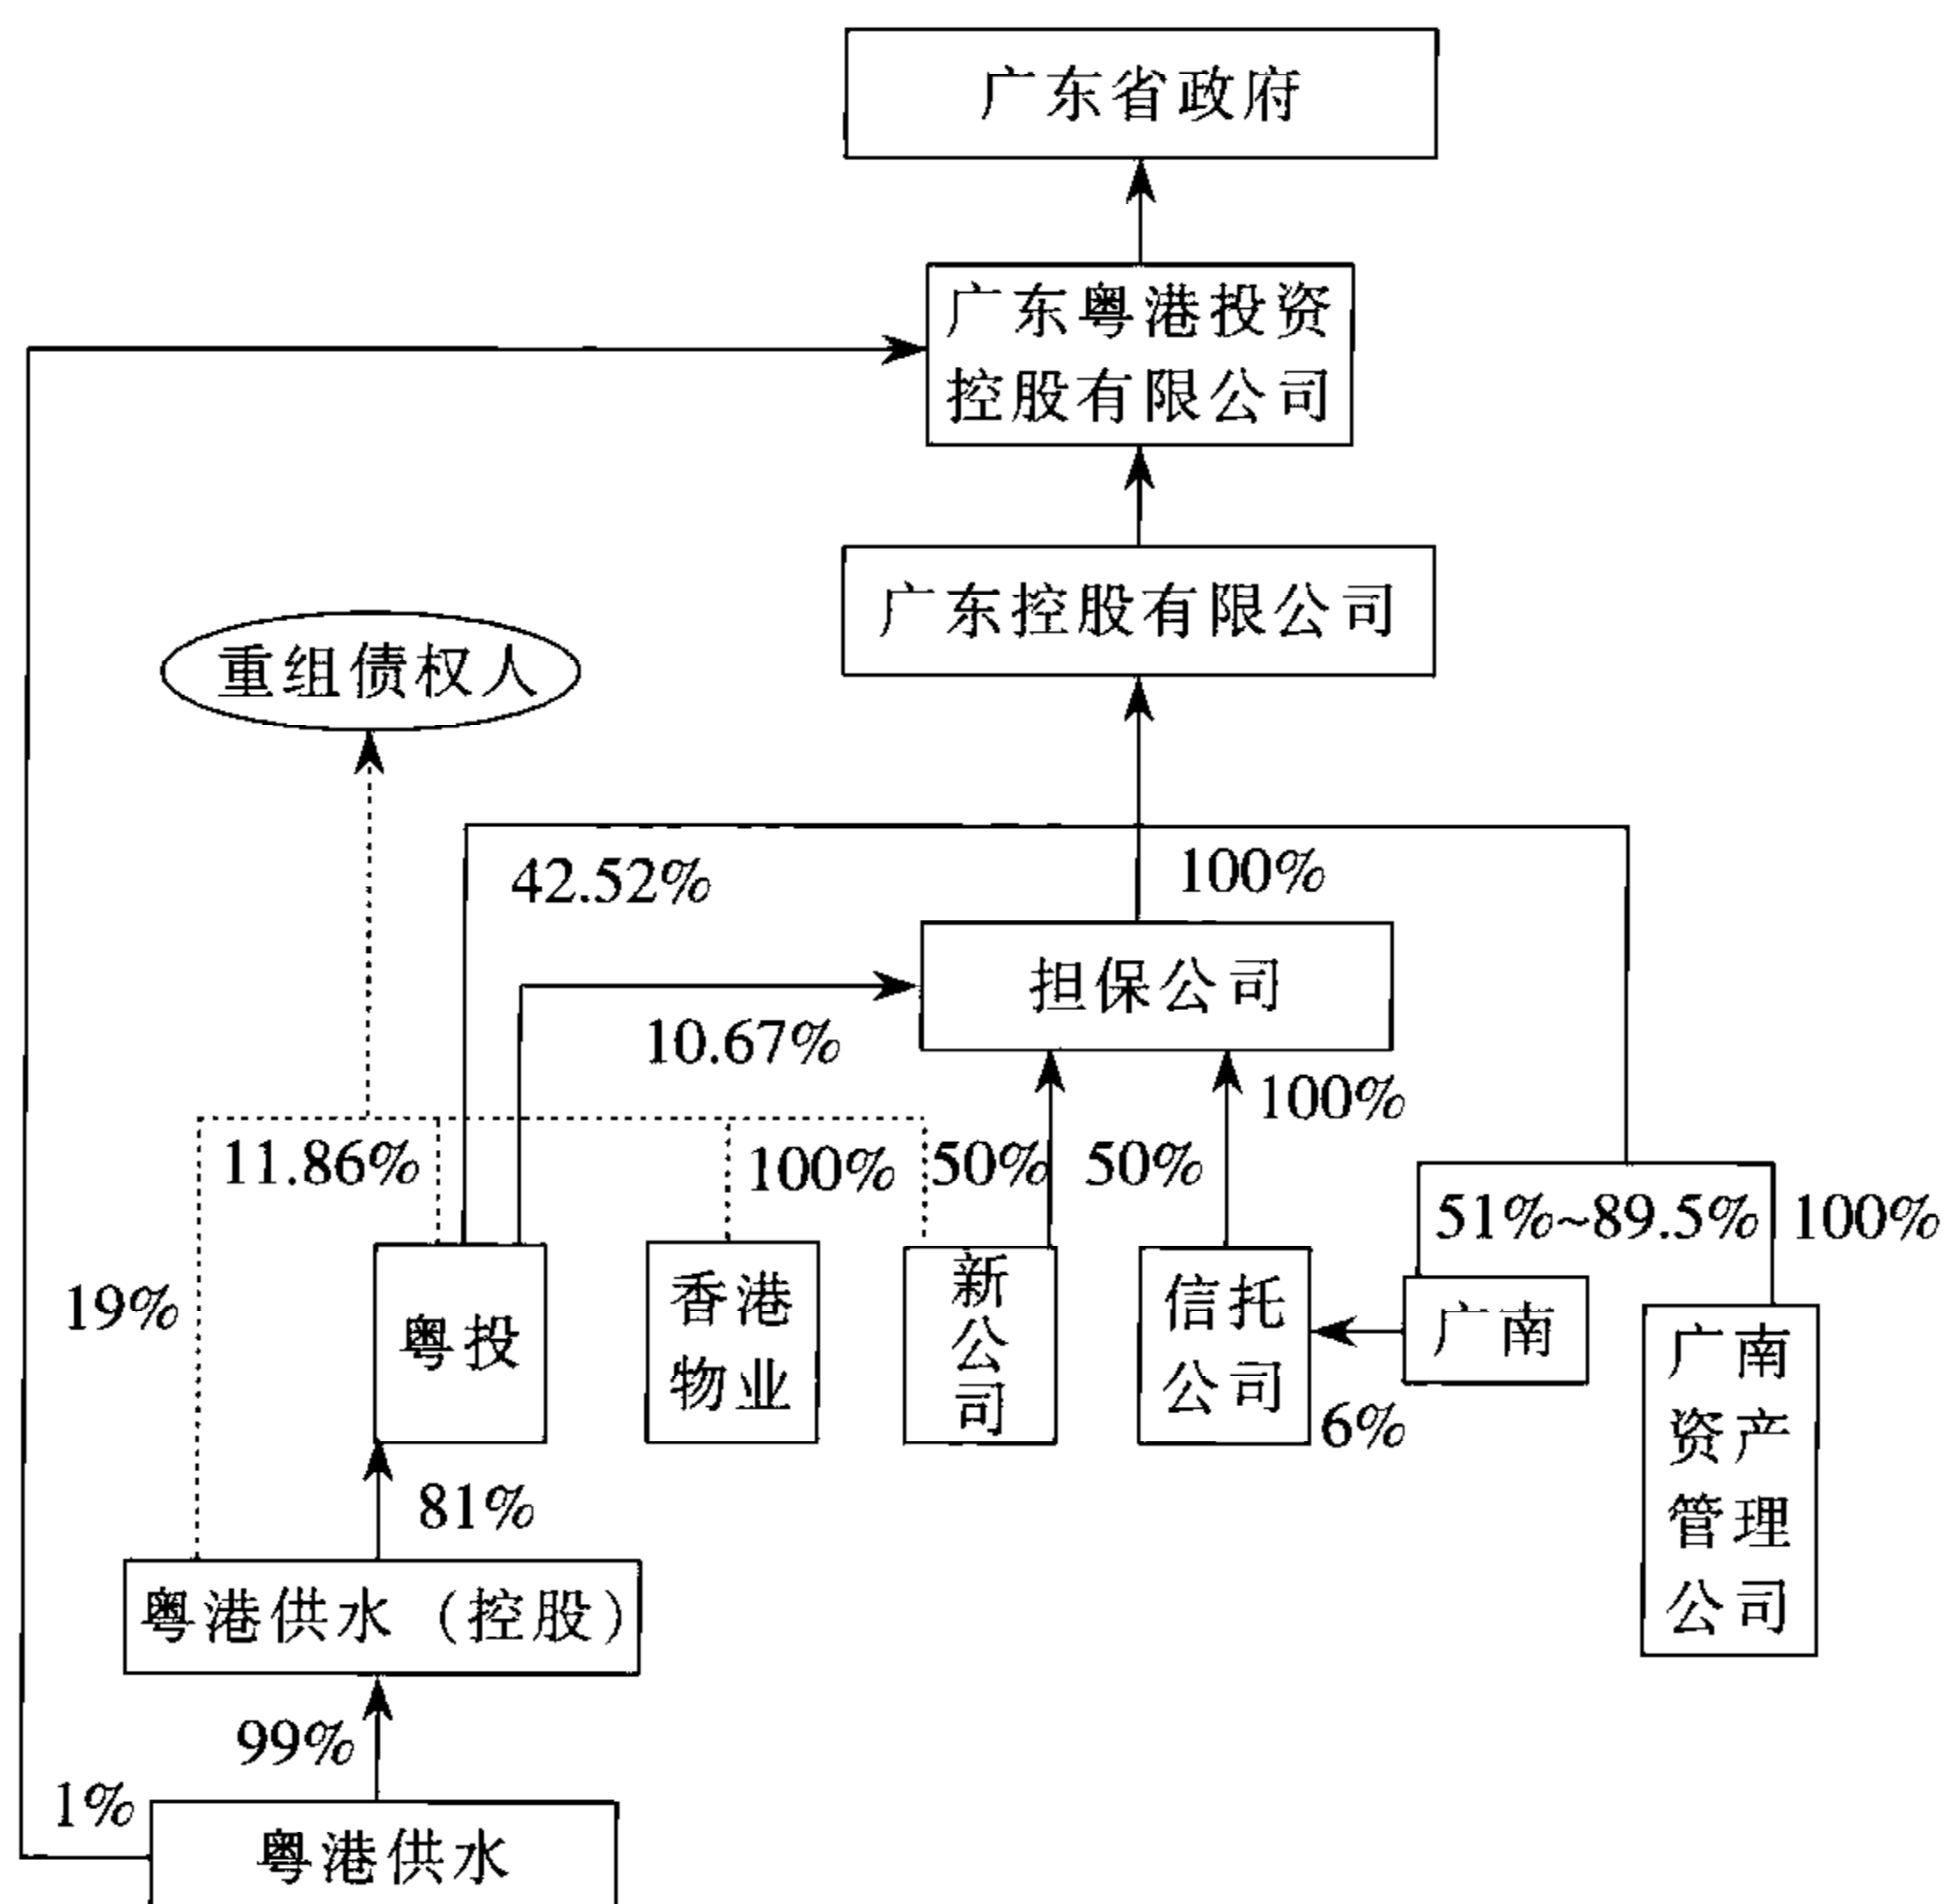 广东省政府
广东粤港投资
控股有限公司
广东控股有限公司
重组债权人
42.52%
100%
担保公司
10.67%
100%
11.86%
100%
50%
50%
51%~89.5%
100%
19%
粤投
香港
物业
新
公
司
信托
公司
广南
6%
广南
资产
管理
公司
81%
粤港供水（控股）
99%
1%
粤港供水